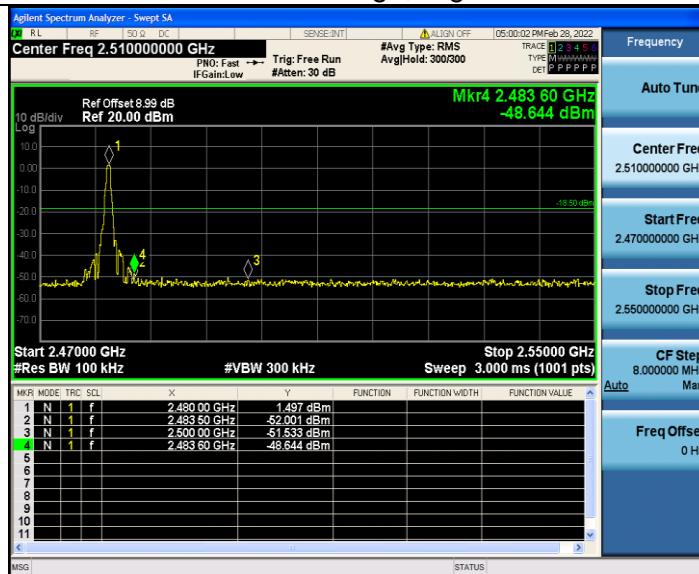 Agilent Spectrum Analyzer - Swept SA
RL RF 50 Ω DC SENSE:INT ALIGN OFF 05:00:02 PM Feb 28, 2022
Center Freq 2.510000000 GHz
PNO: Fast
IFGain:Low
Trig: Free Run
#Atten: 30 dB
#Avg Type: RMS
Avg|Hold: 300/300
TRACE 1 2 3 4 5 6
TYPE M WWWWW
DET P P P P P P
Ref Offset 8.99 dB
10 dB/div Ref 20.00 dBm
Log
Mkr4 2.483 60 GHz
-48.644 dBm
10.0
0.00
-10.0
-20.0
-30.0
-40.0
-50.0
-60.0
-70.0
1
-18.50 dBm
4
2
3
Start 2.47000 GHz Stop 2.55000 GHz
#Res BW 100 kHz #VBW 300 kHz Sweep 3.000 ms (1001 pts)
MKR MODE TRC SCL X Y FUNCTION FUNCTION WIDTH FUNCTION VALUE
1 N 1 f 2.480 00 GHz 1.497 dBm
2 N 1 f 2.483 50 GHz -52.001 dBm
3 N 1 f 2.500 00 GHz -51.533 dBm
4 N 1 f 2.483 60 GHz -48.644 dBm
5
6
7
8
9
10
11
MSG STATUS
Frequency
Auto Tune
Center Freq
2.510000000 GH
Start Freq
2.470000000 GH
Stop Freq
2.550000000 GH
CF Step
8.000000 MH
Auto Man
Freq Offset
0 H